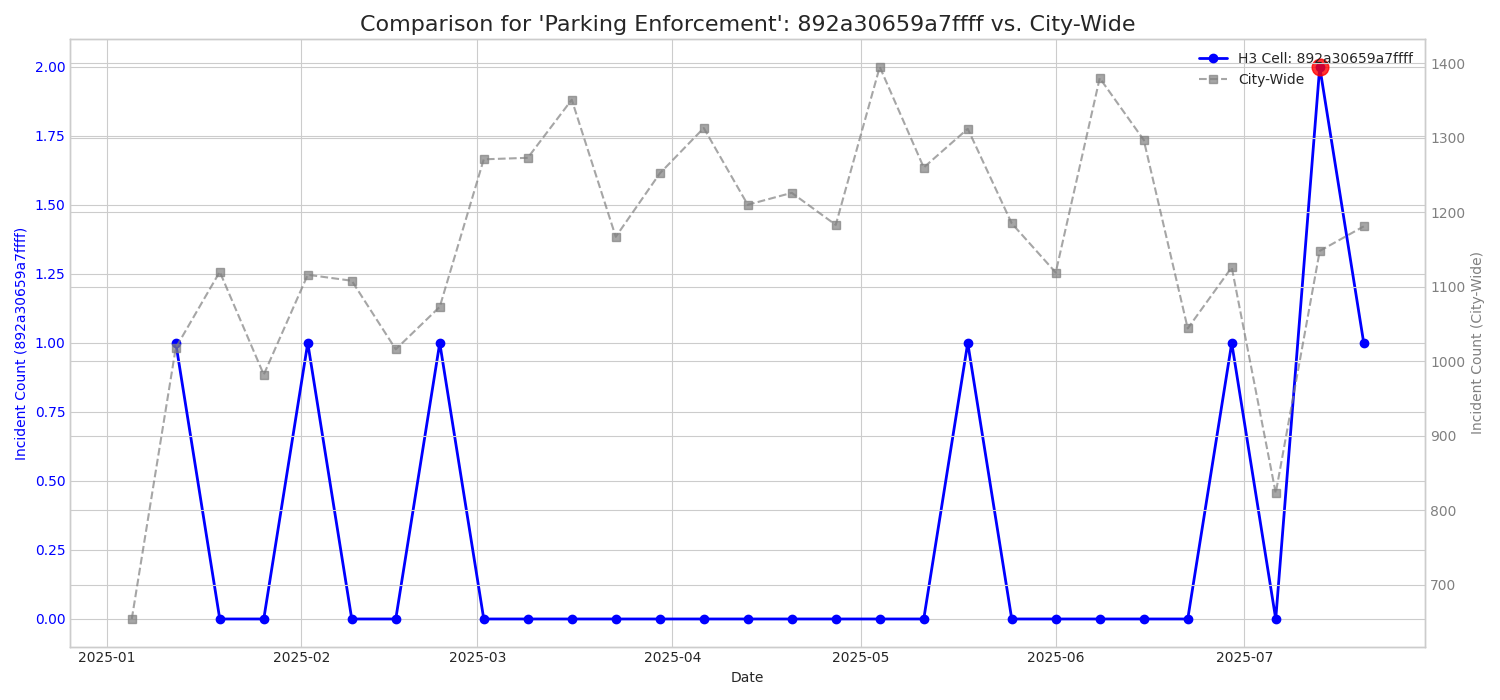 Comparison for 'Parking Enforcement': 892a30659a7ffff vs. City-Wide
H3 Cell: 892a30659a7ffff
City-Wide
Incident Count (892a30659a7ffff)
2.00
1.75
1.50
1.25
1.00
0.75
0.50
0.25
0.00
1400
1300
1200
1100
1000
900
800
700
Incident Count (City-Wide)
2025-01 2025-02 2025-03 2025-04 2025-05 2025-06 2025-07
Date